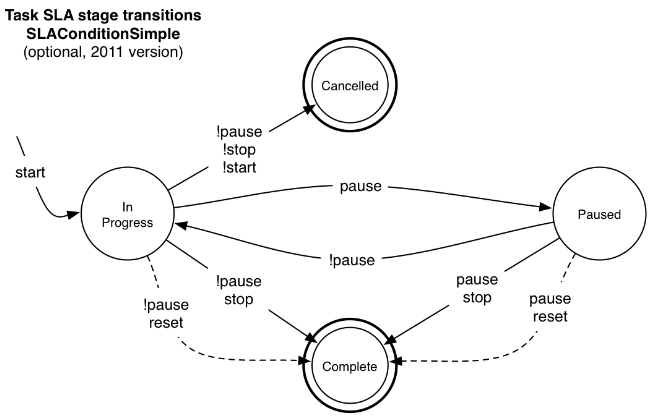 Task SLA stage transitions
SLAConditionSimple
(optional, 2011 version)
Cancelled
!pause
!stop
!start
start
pause
In
Progress
Paused
!pause
!pause
stop
pause
stop
!pause
reset
pause
reset
Complete